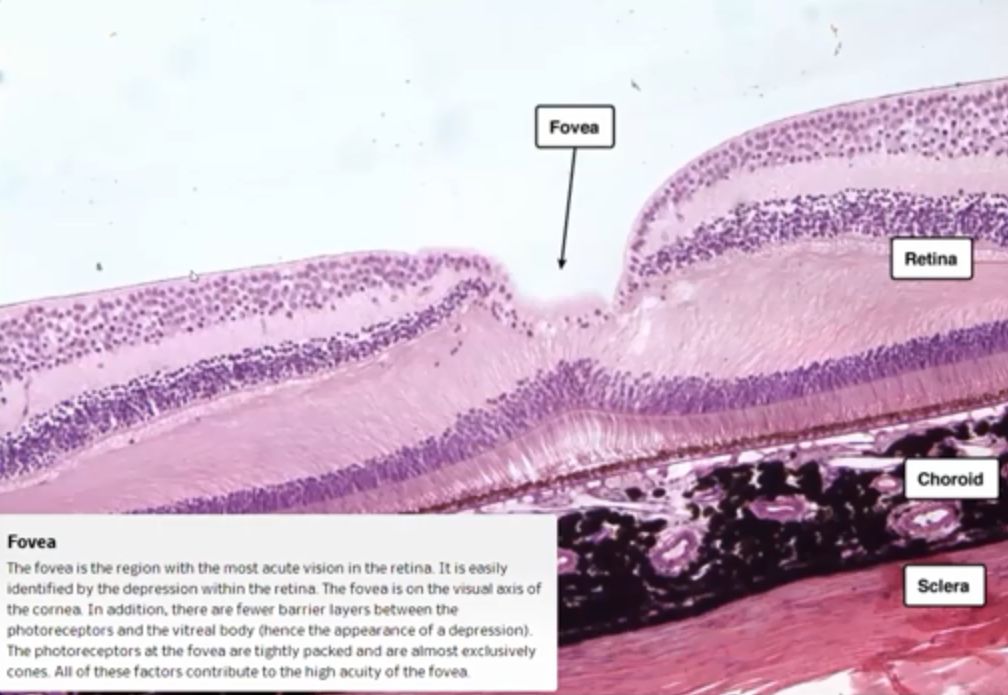 Fovea
Retina
Choroid
Sclera
Fovea
The fovea is the region with the most acute vision in the retina. It is easily
identified by the depression within the retina. The fovea is on the visual axis of
the cornea. In addition, there are fewer barrier layers between the
photoreceptors and the vitreal body (hence the appearance of a depression).
The photoreceptors at the fovea are tightly packed and are almost exclusively
cones. All of these factors contribute to the high acuity of the fovea.